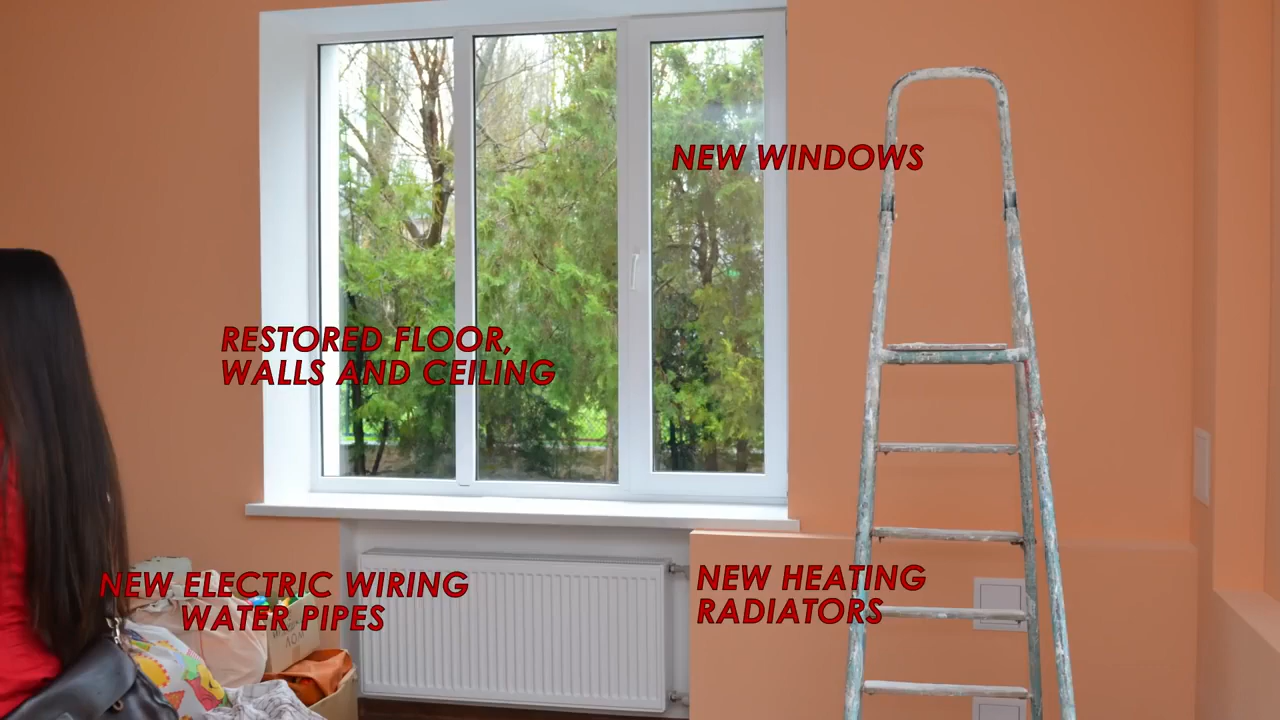 NEW WINDOWS
RESTORED FLOOR,
WALLS AND CEILING
NEW ELECTRIC WIRING
WATER PIPES
NEW HEATING
RADIATORS